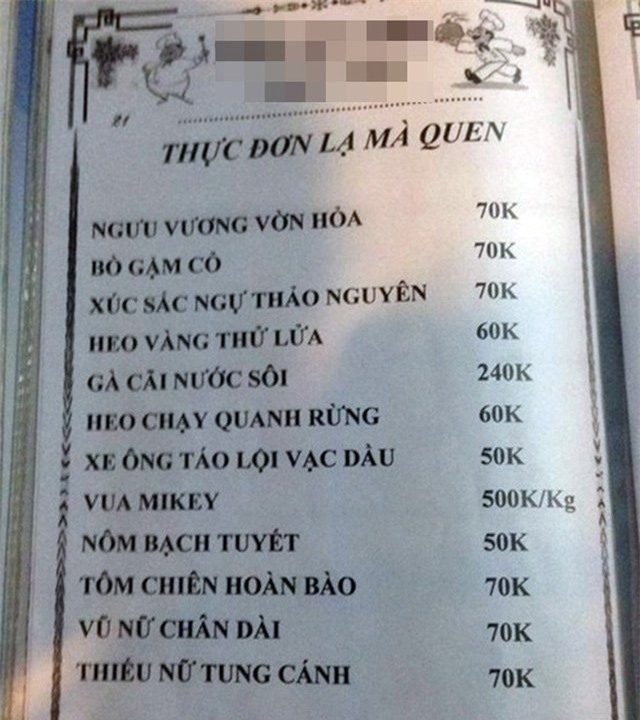 21
THỰC ĐƠN LẠ MÀ QUEN
NGƯU VƯƠNG VỜN HỎA 70K
BÒ GẬM CỎ 70K
XÚC SẮC NGỰ THẢO NGUYÊN 70K
HEO VÀNG THỬ LỬA 60K
GÀ CÃI NƯỚC SÔI 240K
HEO CHẠY QUANH RỪNG 60K
XE ÔNG TÁO LỘI VẠC DẦU 50K
VUA MIKEY 500K/Kg
NÔM BẠCH TUYẾT 50K
TÔM CHIÊN HOÀN BÀO 70K
VŨ NỮ CHÂN DÀI 70K
THIẾU NỮ TUNG CÁNH 70K